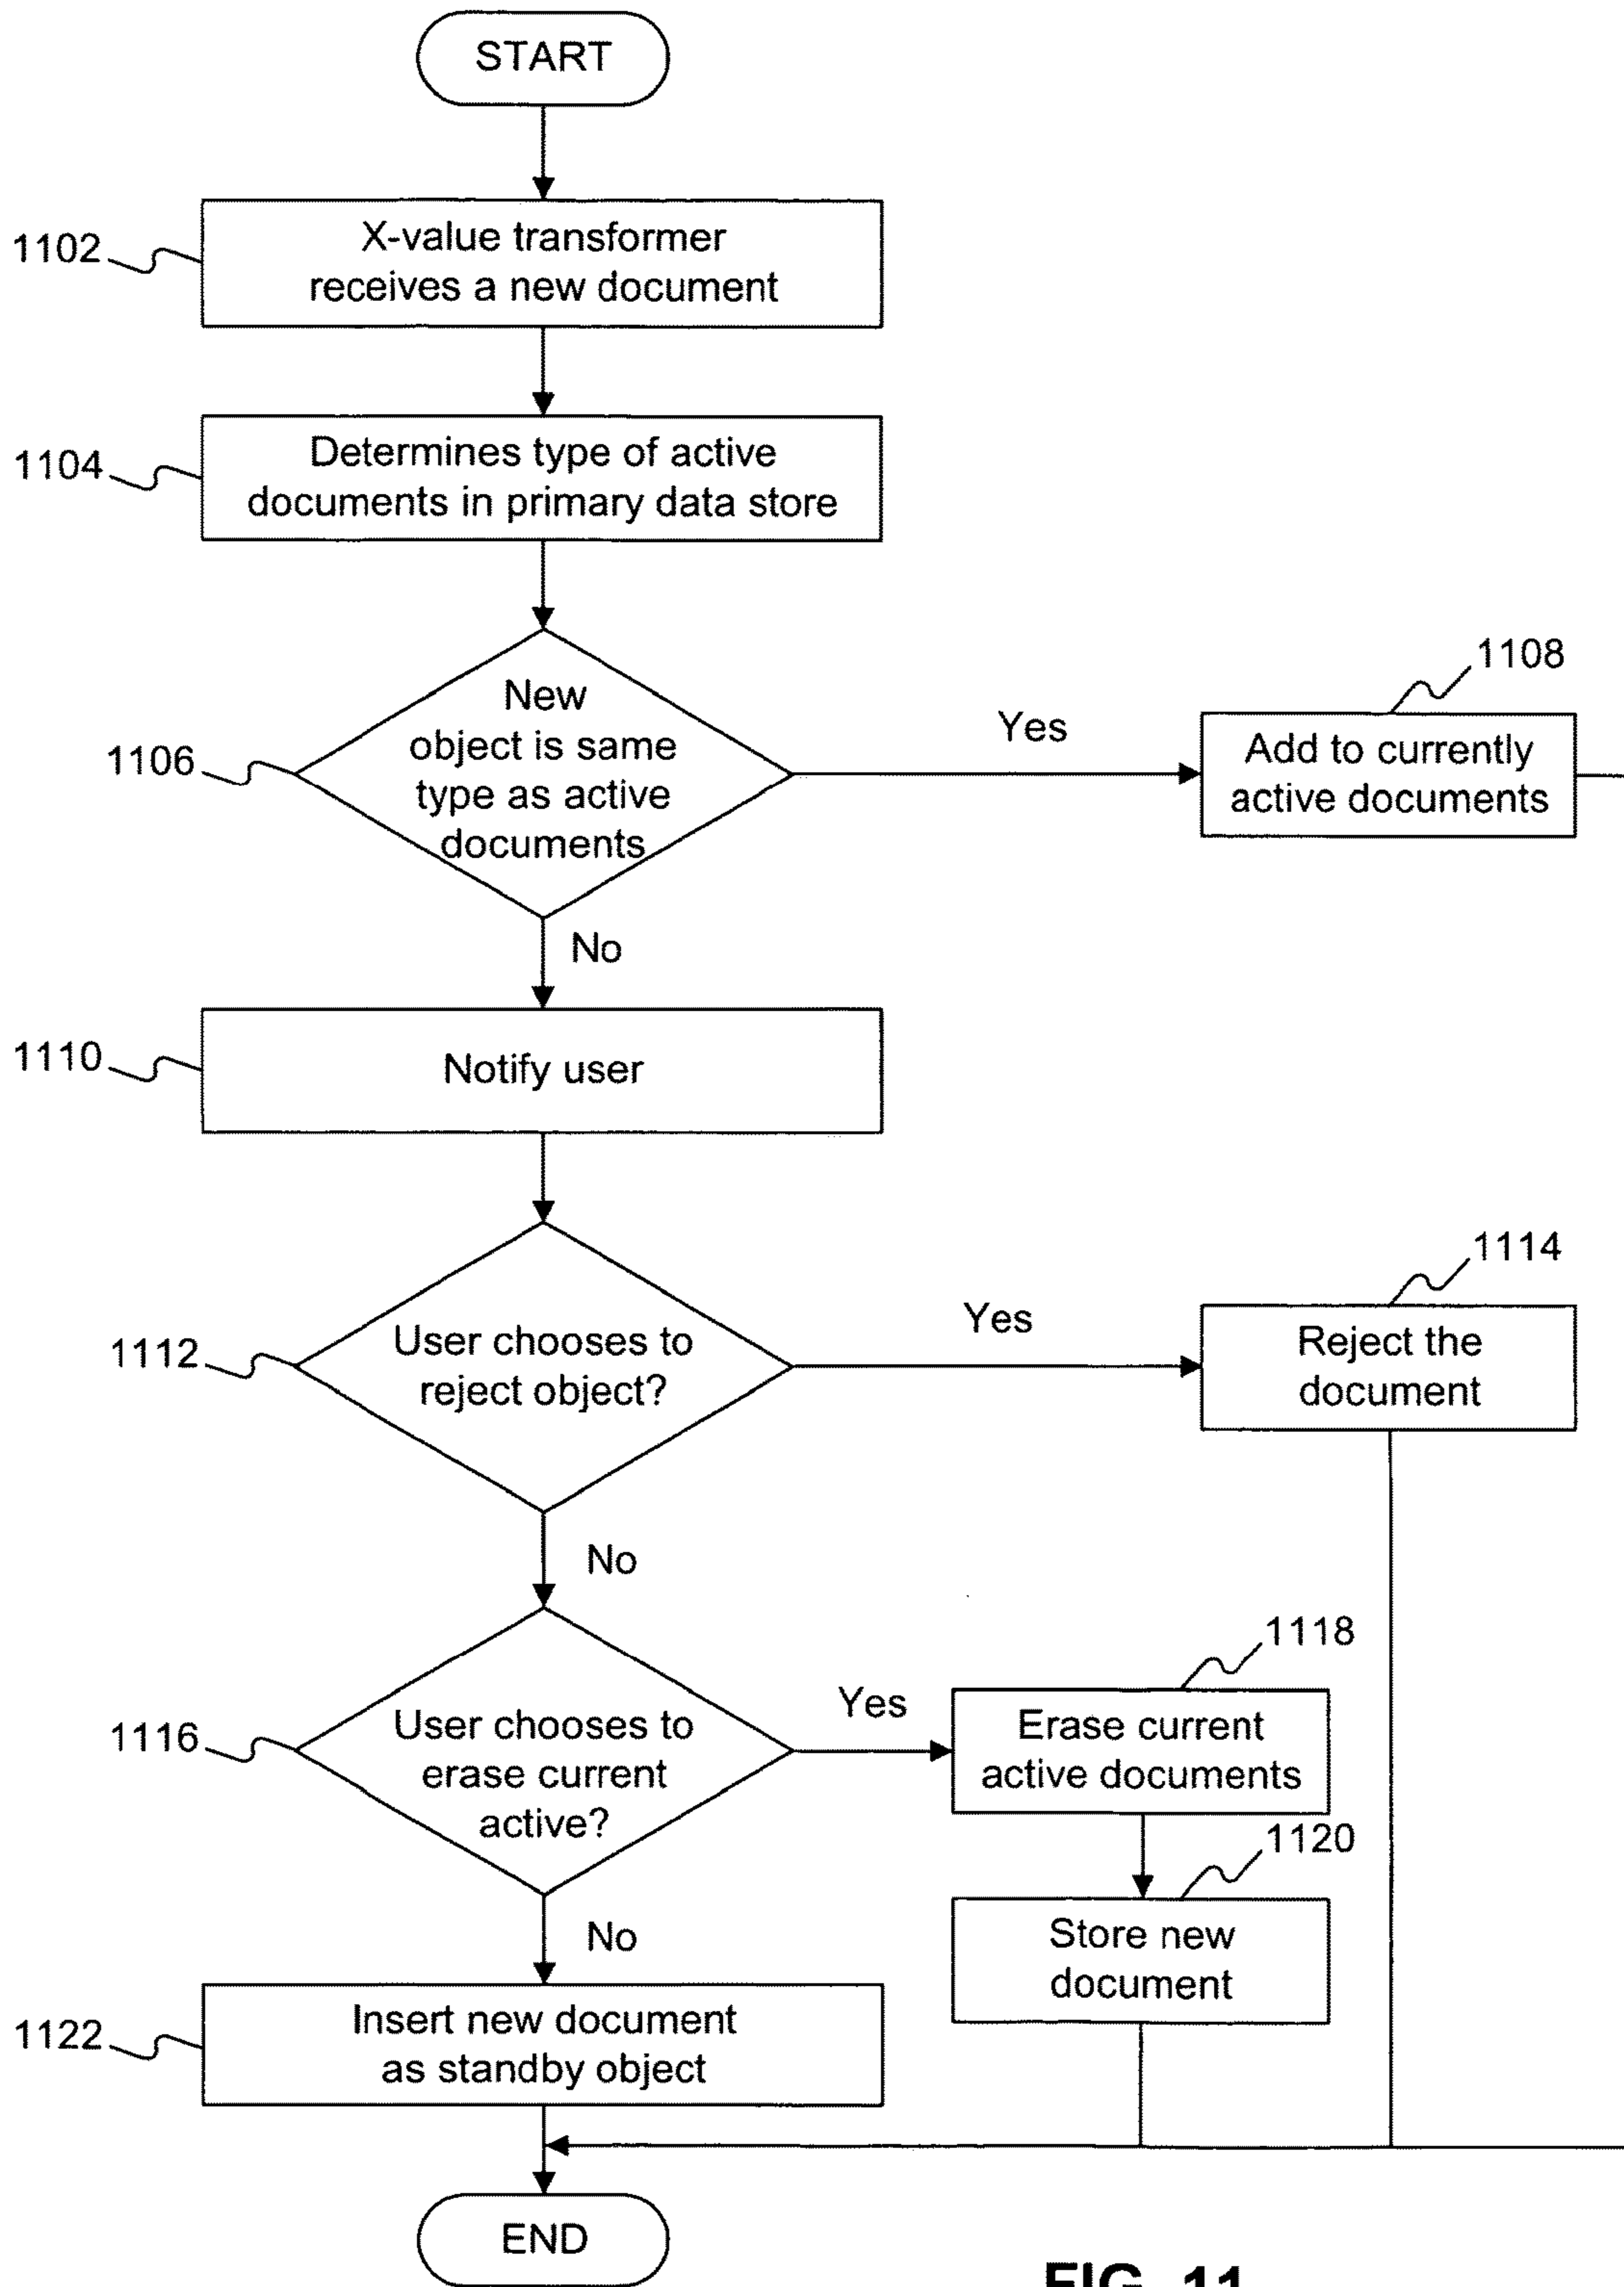 START
1102
X-value transformer
receives a new document
1104
Determines type of active
documents in primary data store
1106
New
object is same
type as active
documents
Yes
1108
Add to currently
active documents
No
1110
Notify user
1112
User chooses to
reject object?
Yes
1114
Reject the
document
No
1116
User chooses to
erase current
active?
Yes
1118
Erase current
active documents
1120
Store new
document
No
1122
Insert new document
as standby object
END
FIG. 11